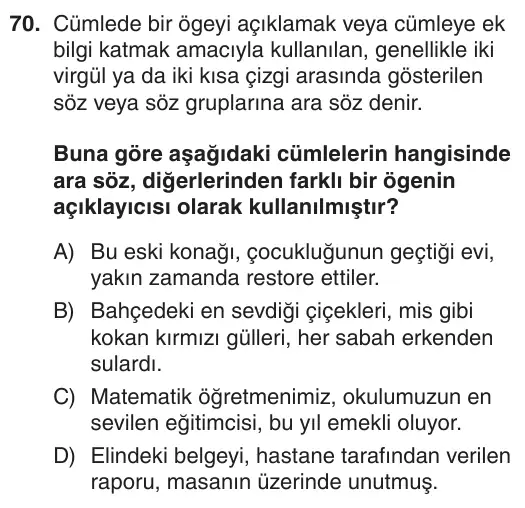 70. Cümlede bir ögeyi açıklamak veya cümleye ek
bilgi katmak amacıyla kullanılan, genellikle iki
virgül ya da iki kısa çizgi arasında gösterilen
söz veya söz gruplarına ara söz denir.
Buna göre aşağıdaki cümlelerin hangisinde
ara söz, diğerlerinden farklı bir ögenin
açıklayıcısı olarak kullanılmıştır?
A) Bu eski konağı, çocukluğunun geçtiği evi,
yakın zamanda restore ettiler.
B) Bahçedeki en sevdiği çiçekleri, mis gibi
kokan kırmızı gülleri, her sabah erkenden
sulardı.
C) Matematik öğretmenimiz, okulumuzun en
sevilen eğitimcisi, bu yıl emekli oluyor.
D) Elindeki belgeyi, hastane tarafından verilen
raporu, masanın üzerinde unutmuş.